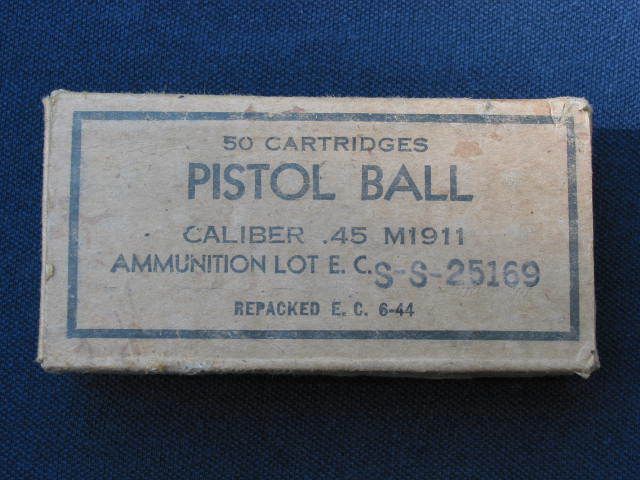 50 CARTRIDGES
PISTOL BALL
CALIBER .45 M1911
AMMUNITION LOT E. C. S-S-25169
REPACKED E. C. 6-44